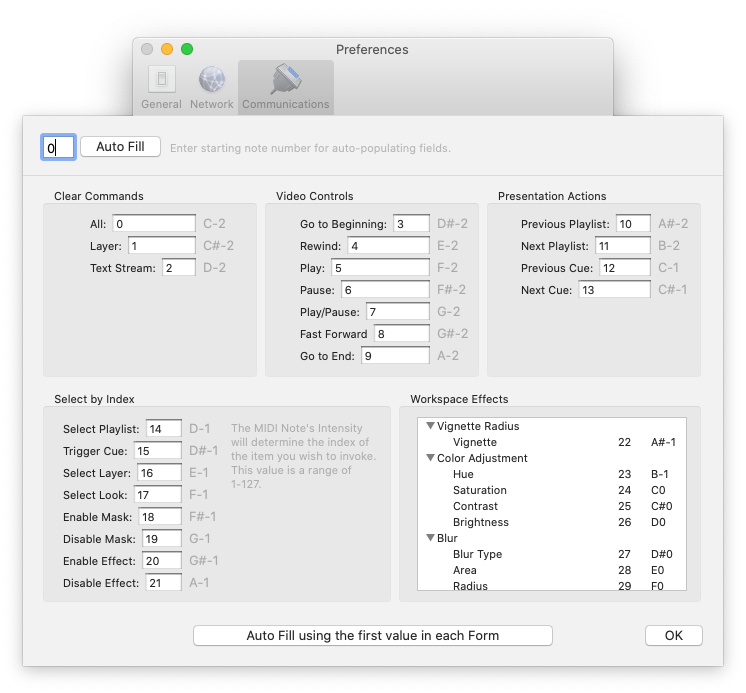 Preferences
General Network Communications
0 Auto Fill Enter starting note number for auto-populating fields.
Clear Commands
All: 0 C-2
Layer: 1 C#-2
Text Stream: 2 D-2
Video Controls
Go to Beginning: 3 D#-2
Rewind: 4 E-2
Play: 5 F-2
Pause: 6 F#-2
Play/Pause: 7 G-2
Fast Forward 8 G#-2
Go to End: 9 A-2
Presentation Actions
Previous Playlist: 10 A#-2
Next Playlist: 11 B-2
Previous Cue: 12 C-1
Next Cue: 13 C#-1
Select by Index
Select Playlist: 14 D-1
Trigger Cue: 15 D#-1
Select Layer: 16 E-1
Select Look: 17 F-1
Enable Mask: 18 F#-1
Disable Mask: 19 G-1
Enable Effect: 20 G#-1
Disable Effect: 21 A-1
The MIDI Note's Intensity
will determine the index of
the item you wish to invoke.
This value is a range of
1-127.
Workspace Effects
Vignette Radius
Vignette 22 A#-1
Color Adjustment
Hue 23 B-1
Saturation 24 C0
Contrast 25 C#0
Brightness 26 D0
Blur
Blur Type 27 D#0
Area 28 E0
Radius 29 F0
Auto Fill using the first value in each Form
OK